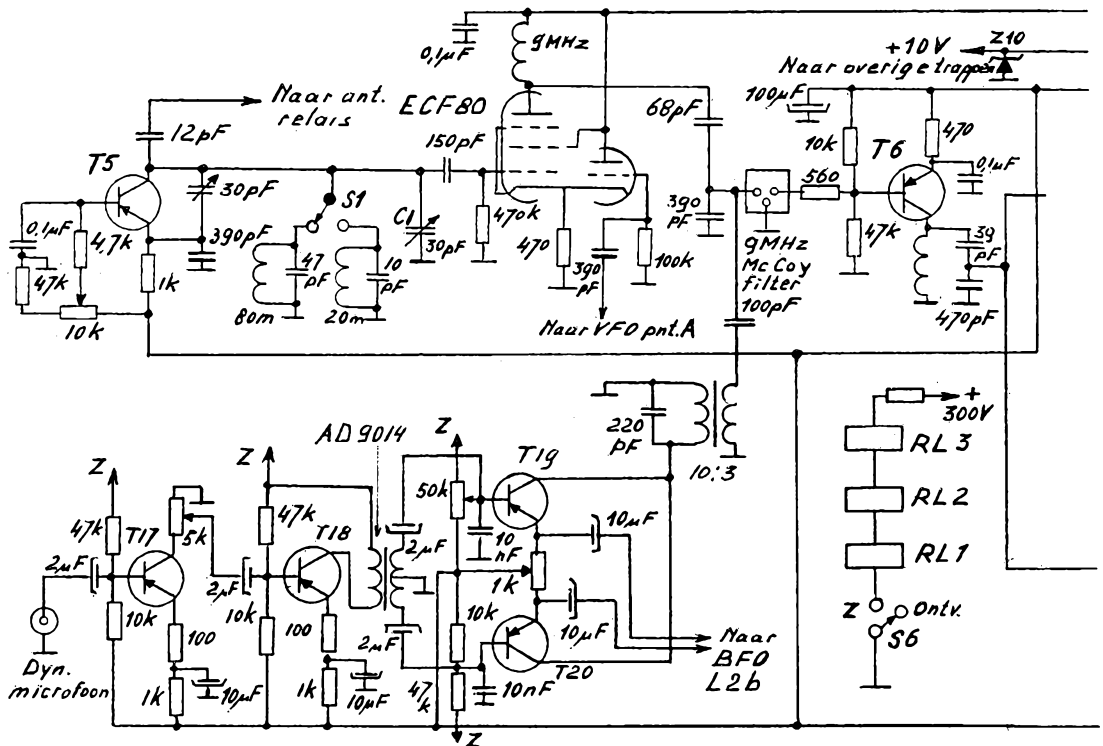 0,1µF
9MHz
Z10
+10V
Naar overige trappen
100µF
Naar ant.
relais
ECF80
12pF
68pF
150pF
T5
10k
T6
470
560
0,1µF
30pF
S1
0,1µF
4,7k
390pF
C1
30pF
470k
390
pF
47k
39
pF
47k
1k
47
pF
10
pF
470
390
pF
100k
9MHz
Mc Coy
filter
10k
80m
20m
100pF
470pF
Naar VFO pnt. A
+
300V
220
pF
RL3
AD9014
Z
T19
10:3
Z
Z
50k
RL2
47k
T17
5k
47k
T18
2µF
10
nF
10µF
RL1
2µF
2µF
1k
Z
Ontv.
10k
10k
10k
S6
100
100
2µF
10µF
Naar
BFO
L2b
T20
Dyn.
microfoon
1k
10µF
1k
10µF
47
k
10nF
Z